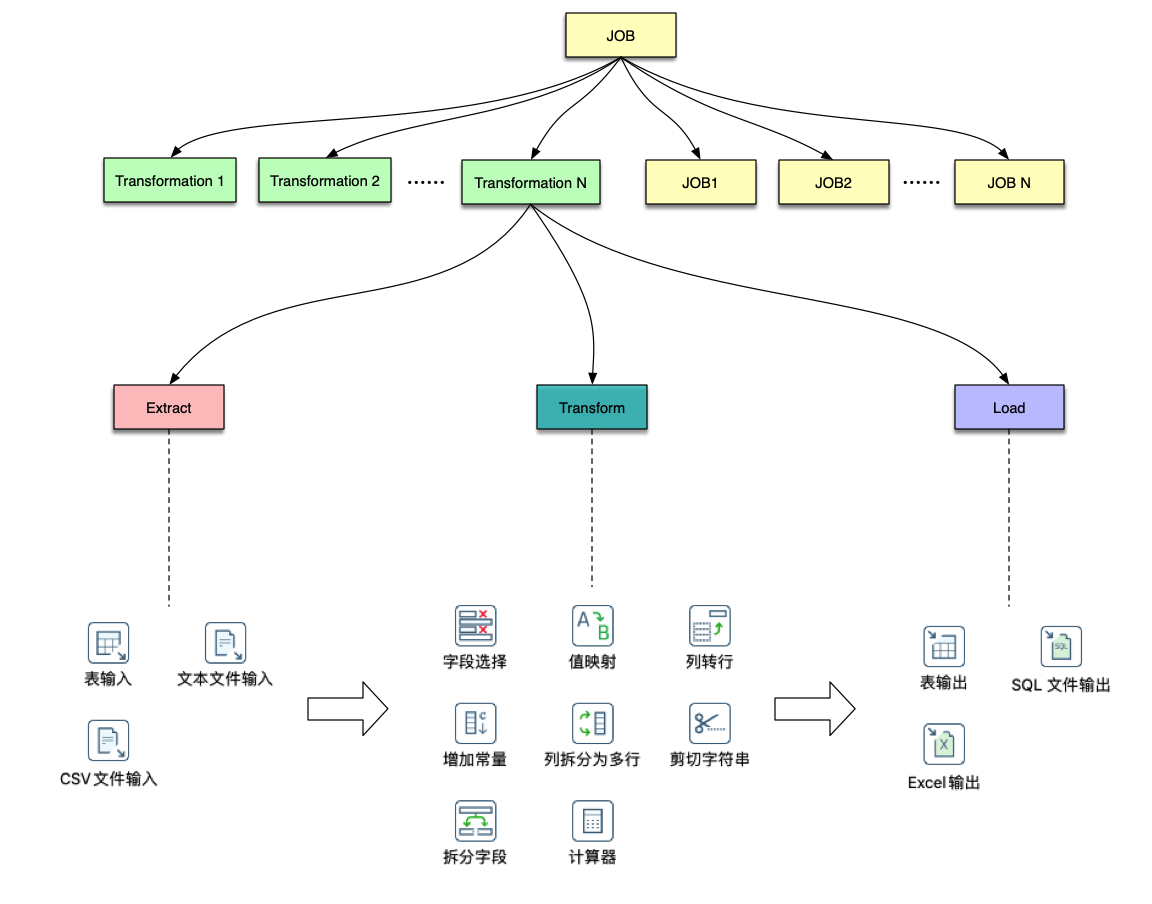 JOB
Transformation 1
Transformation 2
......
Transformation N
JOB1
JOB2
......
JOB N
Extract
Transform
Load
表输入
文本文件输入
CSV 文件输入
字段选择
值映射
列转行
增加常量
列拆分为多行
剪切字符串
拆分字段
计算器
表输出
SQL 文件输出
Excel 输出
A
B
C
SQL
X